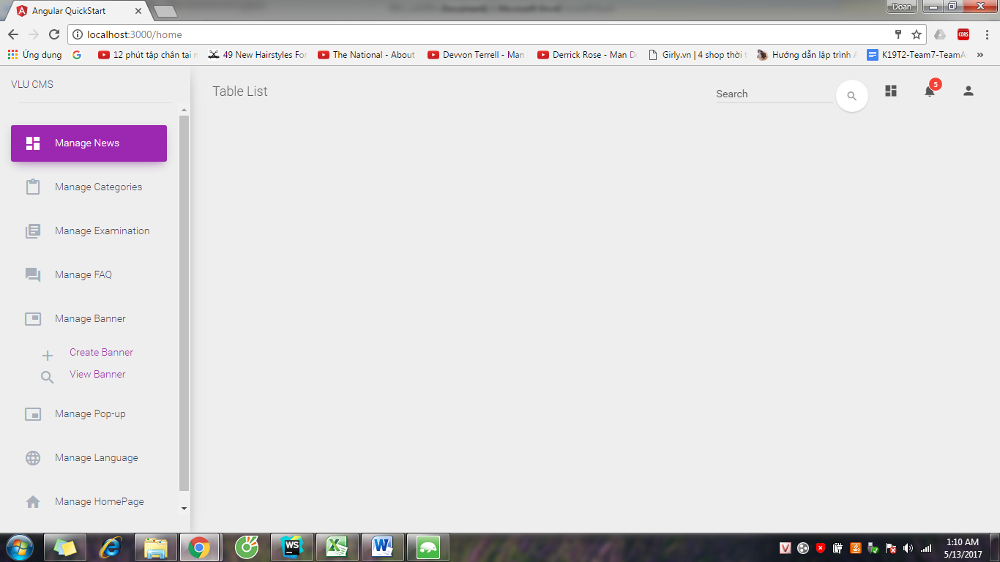 Angular QuickStart
Doan
localhost:3000/home
CORS
Ứng dụng
12 phút tập chân tại n
49 New Hairstyles For
The National - About
Devvon Terrell - Man
Derrick Rose - Man D
Girly.vn | 4 shop thời t
Hướng dẫn lập trình A
K19T2-Team7-TeamA
VLU CMS
Table List
Search
5
Manage News
Manage Categories
Manage Examination
Manage FAQ
Manage Banner
Create Banner
View Banner
Manage Pop-up
Manage Language
Manage HomePage
WS
1:10 AM
5/13/2017